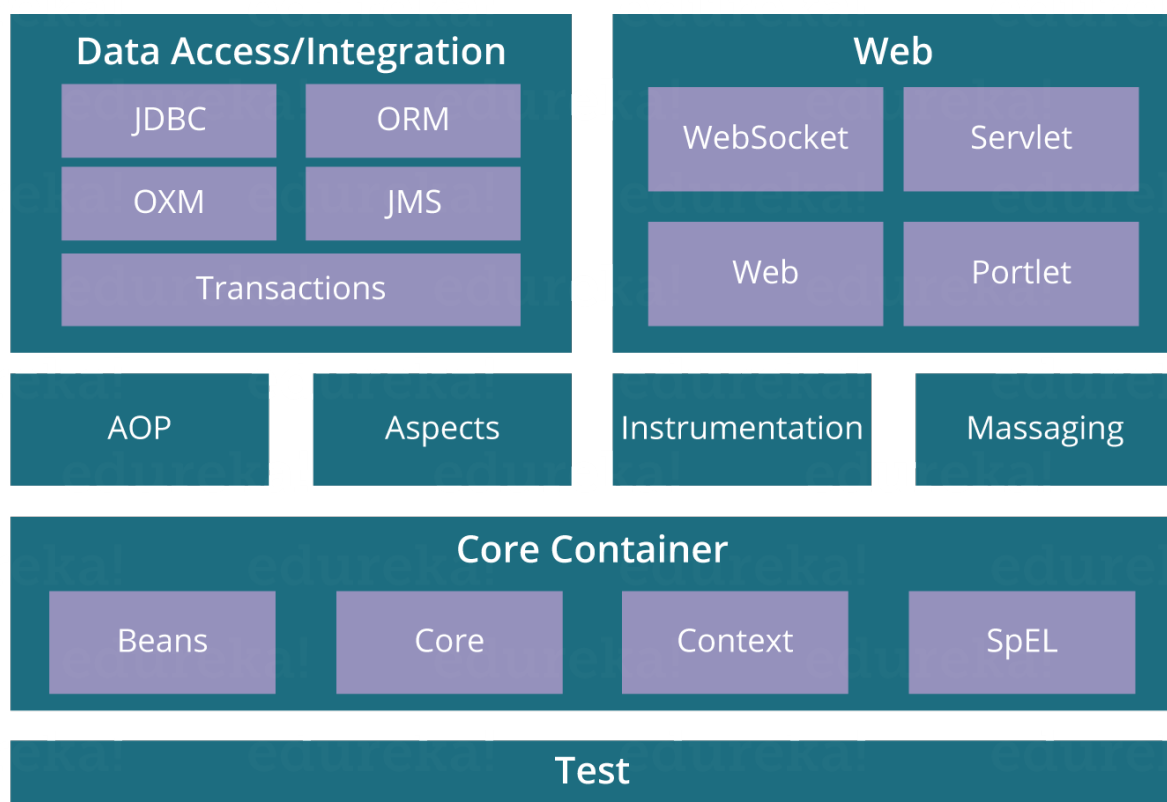 Data Access/Integration
JDBC
ORM
OXM
JMS
Transactions
Web
WebSocket
Servlet
Web
Portlet
AOP
Aspects
Instrumentation
Massaging
Core Container
Beans
Core
Context
SpEL
Test
edureka!